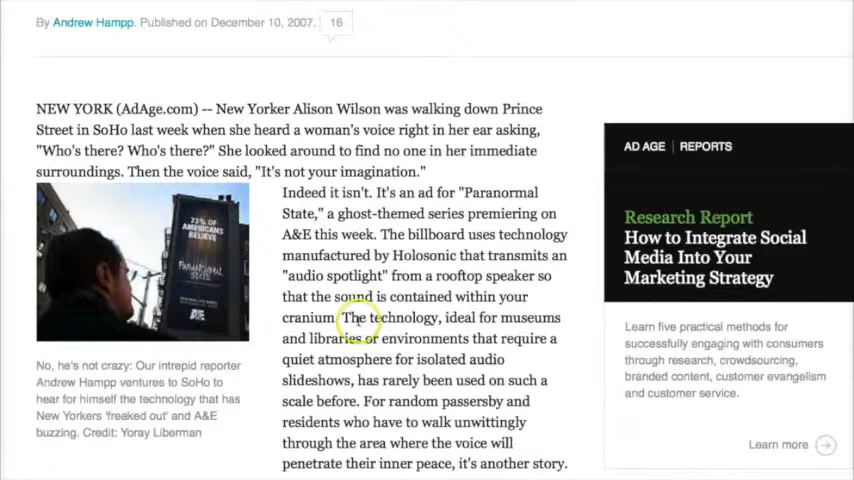 By Andrew Hampp. Published on December 10, 2007. 16
NEW YORK (AdAge.com) -- New Yorker Alison Wilson was walking down Prince
Street in SoHo last week when she heard a woman's voice right in her ear asking,
"Who's there? Who's there?" She looked around to find no one in her immediate
surroundings. Then the voice said, "It's not your imagination."
73% OF
AMERICANS
BELIEVE
PARANORMAL
STATE
A&E
No, he's not crazy: Our intrepid reporter
Andrew Hampp ventures to SoHo to
hear for himself the technology that has
New Yorkers 'freaked out' and A&E
buzzing. Credit: Yoray Liberman
Indeed it isn't. It's an ad for "Paranormal
State," a ghost-themed series premiering on
A&E this week. The billboard uses technology
manufactured by Holosonic that transmits an
"audio spotlight" from a rooftop speaker so
that the sound is contained within your
cranium. The technology, ideal for museums
and libraries or environments that require a
quiet atmosphere for isolated audio
slideshows, has rarely been used on such a
scale before. For random passersby and
residents who have to walk unwittingly
through the area where the voice will
penetrate their inner peace, it's another story.
AD AGE | REPORTS
Research Report
How to Integrate Social
Media Into Your
Marketing Strategy
Learn five practical methods for
successfully engaging with consumers
through research, crowdsourcing,
branded content, customer evangelism
and customer service.
Learn more